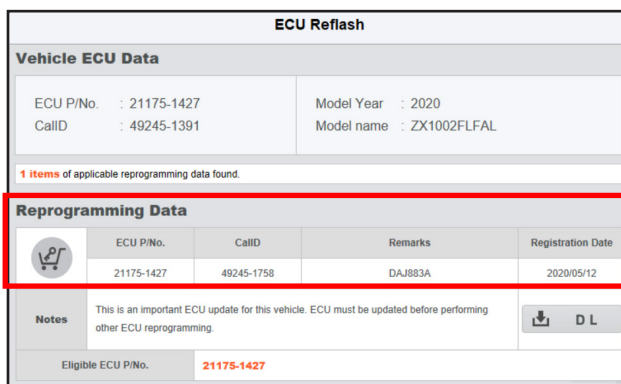 ECU Reflash
Vehicle ECU Data
ECU P/No. : 21175-1427
CallD : 49245-1391
Model Year : 2020
Model name : ZX1002FLFAL
1 items of applicable reprogramming data found.
Reprogramming Data
ECU P/No. CallD Remarks Registration Date
21175-1427 49245-1758 DAJ883A 2020/05/12
Notes
This is an important ECU update for this vehicle. ECU must be updated before performing
other ECU reprogramming.
DL
Eligible ECU P/No. 21175-1427